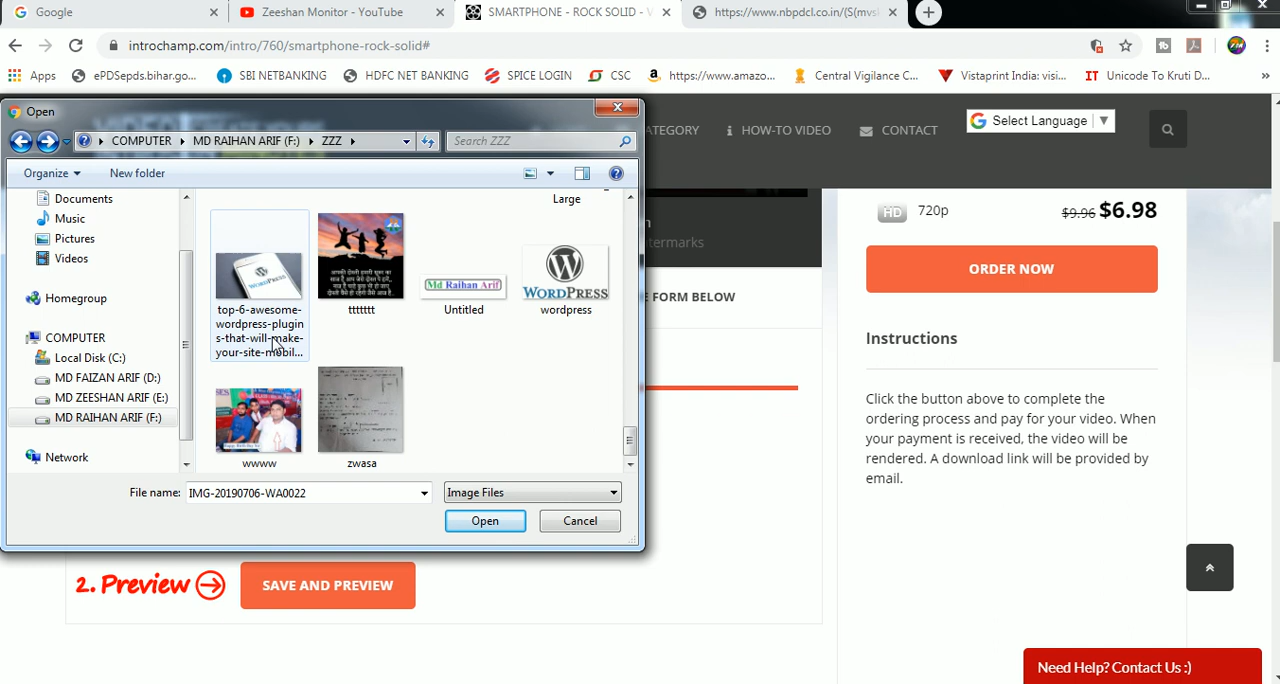 Google
Zeeshan Monitor - YouTube
SMARTPHONE - ROCK SOLID - V
https://www.nbpdcl.co.in/(S(mvsk
introchamp.com/intro/760/smartphone-rock-solid#
Apps
ePDSepds.bihar.go...
SBI NETBANKING
HDFC NET BANKING
SPICE LOGIN
CSC
https://www.amazo...
Central Vigilance C...
Vistaprint India: visi...
Unicode To Kruti D...
Open
COMPUTER
MD RAIHAN ARIF (F:)
ZZZ
Search ZZZ
Organize
New folder
Documents
Music
Pictures
Videos
Homegroup
COMPUTER
Local Disk (C:)
MD FAIZAN ARIF (D:)
MD ZEESHAN ARIF (E:)
MD RAIHAN ARIF (F:)
Network
Large
WORDPRESS
top-6-awesome-
wordpress-plugin
s-that-will-make-
your-site-mobil...
ttttttt
Md Raihan Arif
Untitled
WORDPRESS
wordpress
wwww
zwasa
File name:
IMG-20190706-WA0022
Image Files
Open
Cancel
ATEGORY
HOW-TO VIDEO
CONTACT
Select Language
termarks
E FORM BELOW
HD
720p
$9.96 $6.98
ORDER NOW
Instructions
Click the button above to complete the
ordering process and pay for your video. When
your payment is received, the video will be
rendered. A download link will be provided by
email.
2. Preview
SAVE AND PREVIEW
Need Help? Contact Us :)